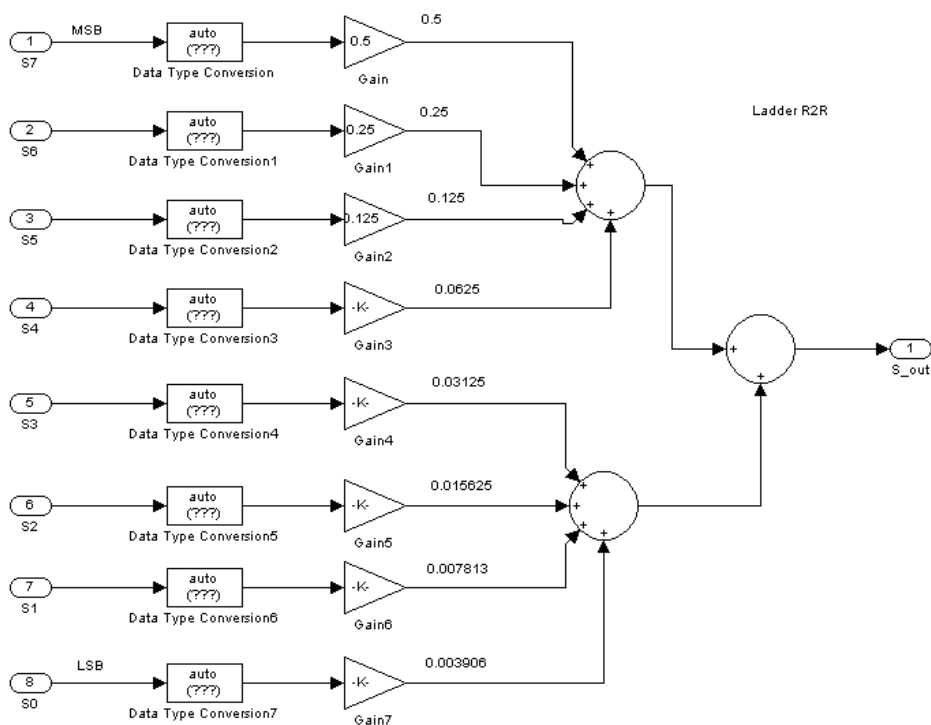 MSB
0.5
1
auto
(???)
0.5
S7
Data Type Conversion
Gain
2
auto
(???)
0.25
0.25
S6
Data Type Conversion1
Gain1
Ladder R2R
3
auto
(???)
0.125
0.125
S5
Data Type Conversion2
Gain2
+
+
+
+
4
auto
(???)
-K-
0.0625
S4
Data Type Conversion3
Gain3
+
+
1
S_out
5
auto
(???)
-K-
0.03125
S3
Data Type Conversion4
Gain4
6
auto
(???)
-K-
0.015625
S2
Data Type Conversion5
Gain5
+
+
+
+
7
auto
(???)
-K-
0.007813
S1
Data Type Conversion6
Gain6
LSB
8
auto
(???)
-K-
0.003906
S0
Data Type Conversion7
Gain7